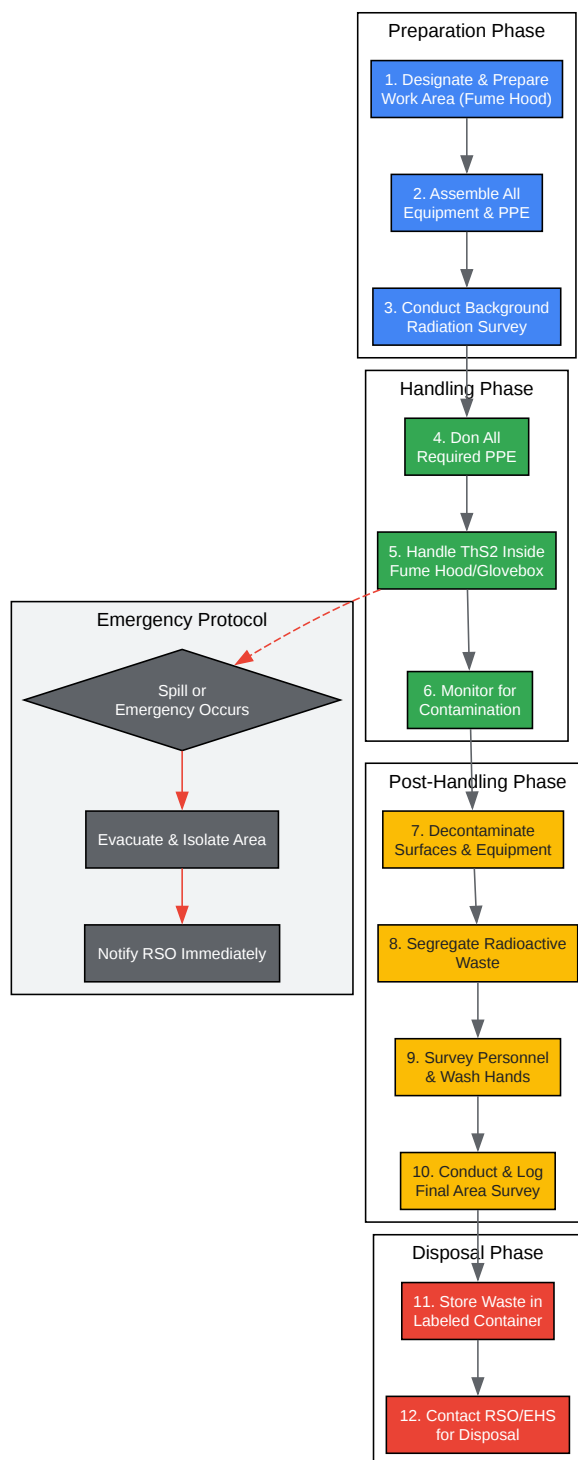 Preparation Phase
1. Designate & Prepare
Work Area (Fume Hood)
2. Assemble All
Equipment & PPE
3. Conduct Background
Radiation Survey
Handling Phase
4. Don All
Required PPE
5. Handle ThS2 Inside
Fume Hood/Glovebox
6. Monitor for
Contamination
Emergency Protocol
Spill or
Emergency Occurs
Evacuate & Isolate Area
Notify RSO Immediately
Post-Handling Phase
7. Decontaminate
Surfaces & Equipment
8. Segregate Radioactive
Waste
9. Survey Personnel
& Wash Hands
10. Conduct & Log
Final Area Survey
Disposal Phase
11. Store Waste in
Labeled Container
12. Contact RSO/EHS
for Disposal